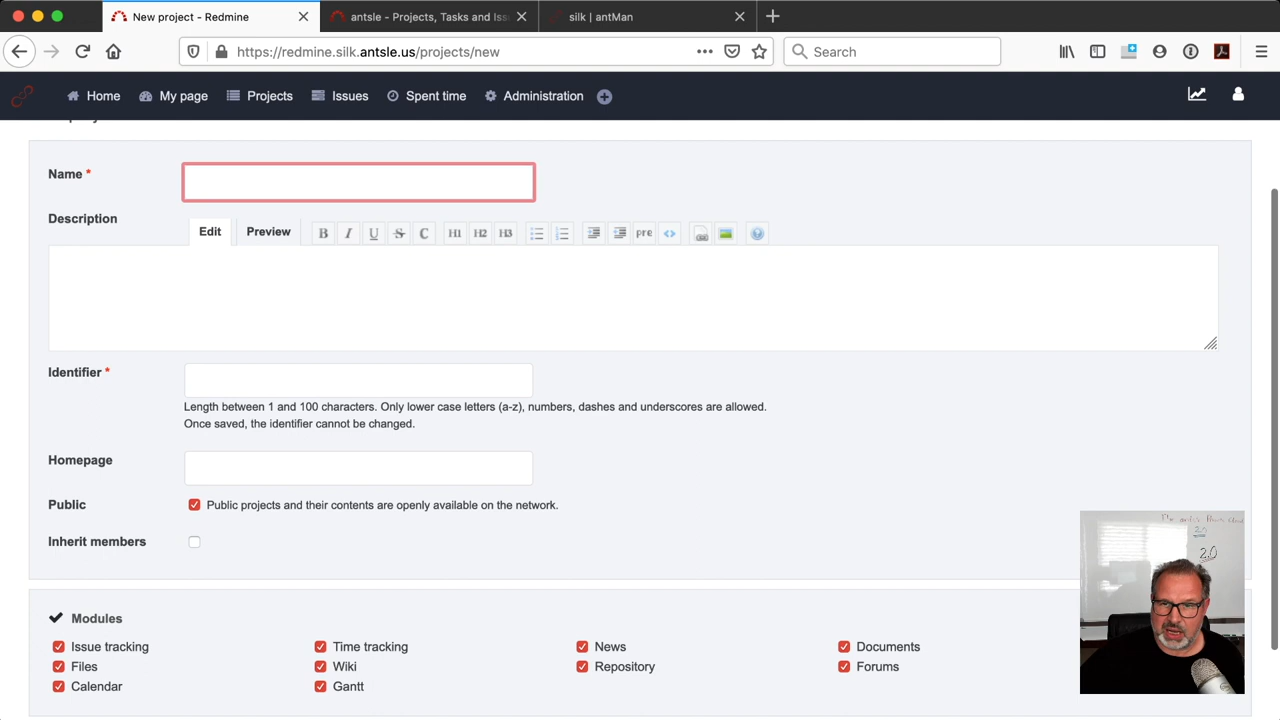 New project - Redmine
antsle - Projects, Tasks and Iss
silk | antMan
https://redmine.silk.antsle.us/projects/new
Search
Home
My page
Projects
Issues
Spent time
Administration
Name *
Description
Edit
Preview
B I U S C H1 H2 H3 pre <>
Identifier *
Length between 1 and 100 characters. Only lower case letters (a-z), numbers, dashes and underscores are allowed.
Once saved, the identifier cannot be changed.
Homepage
Public
Public projects and their contents are openly available on the network.
Inherit members
2.0
Modules
Issue tracking
Time tracking
News
Documents
Files
Wiki
Repository
Forums
Calendar
Gantt